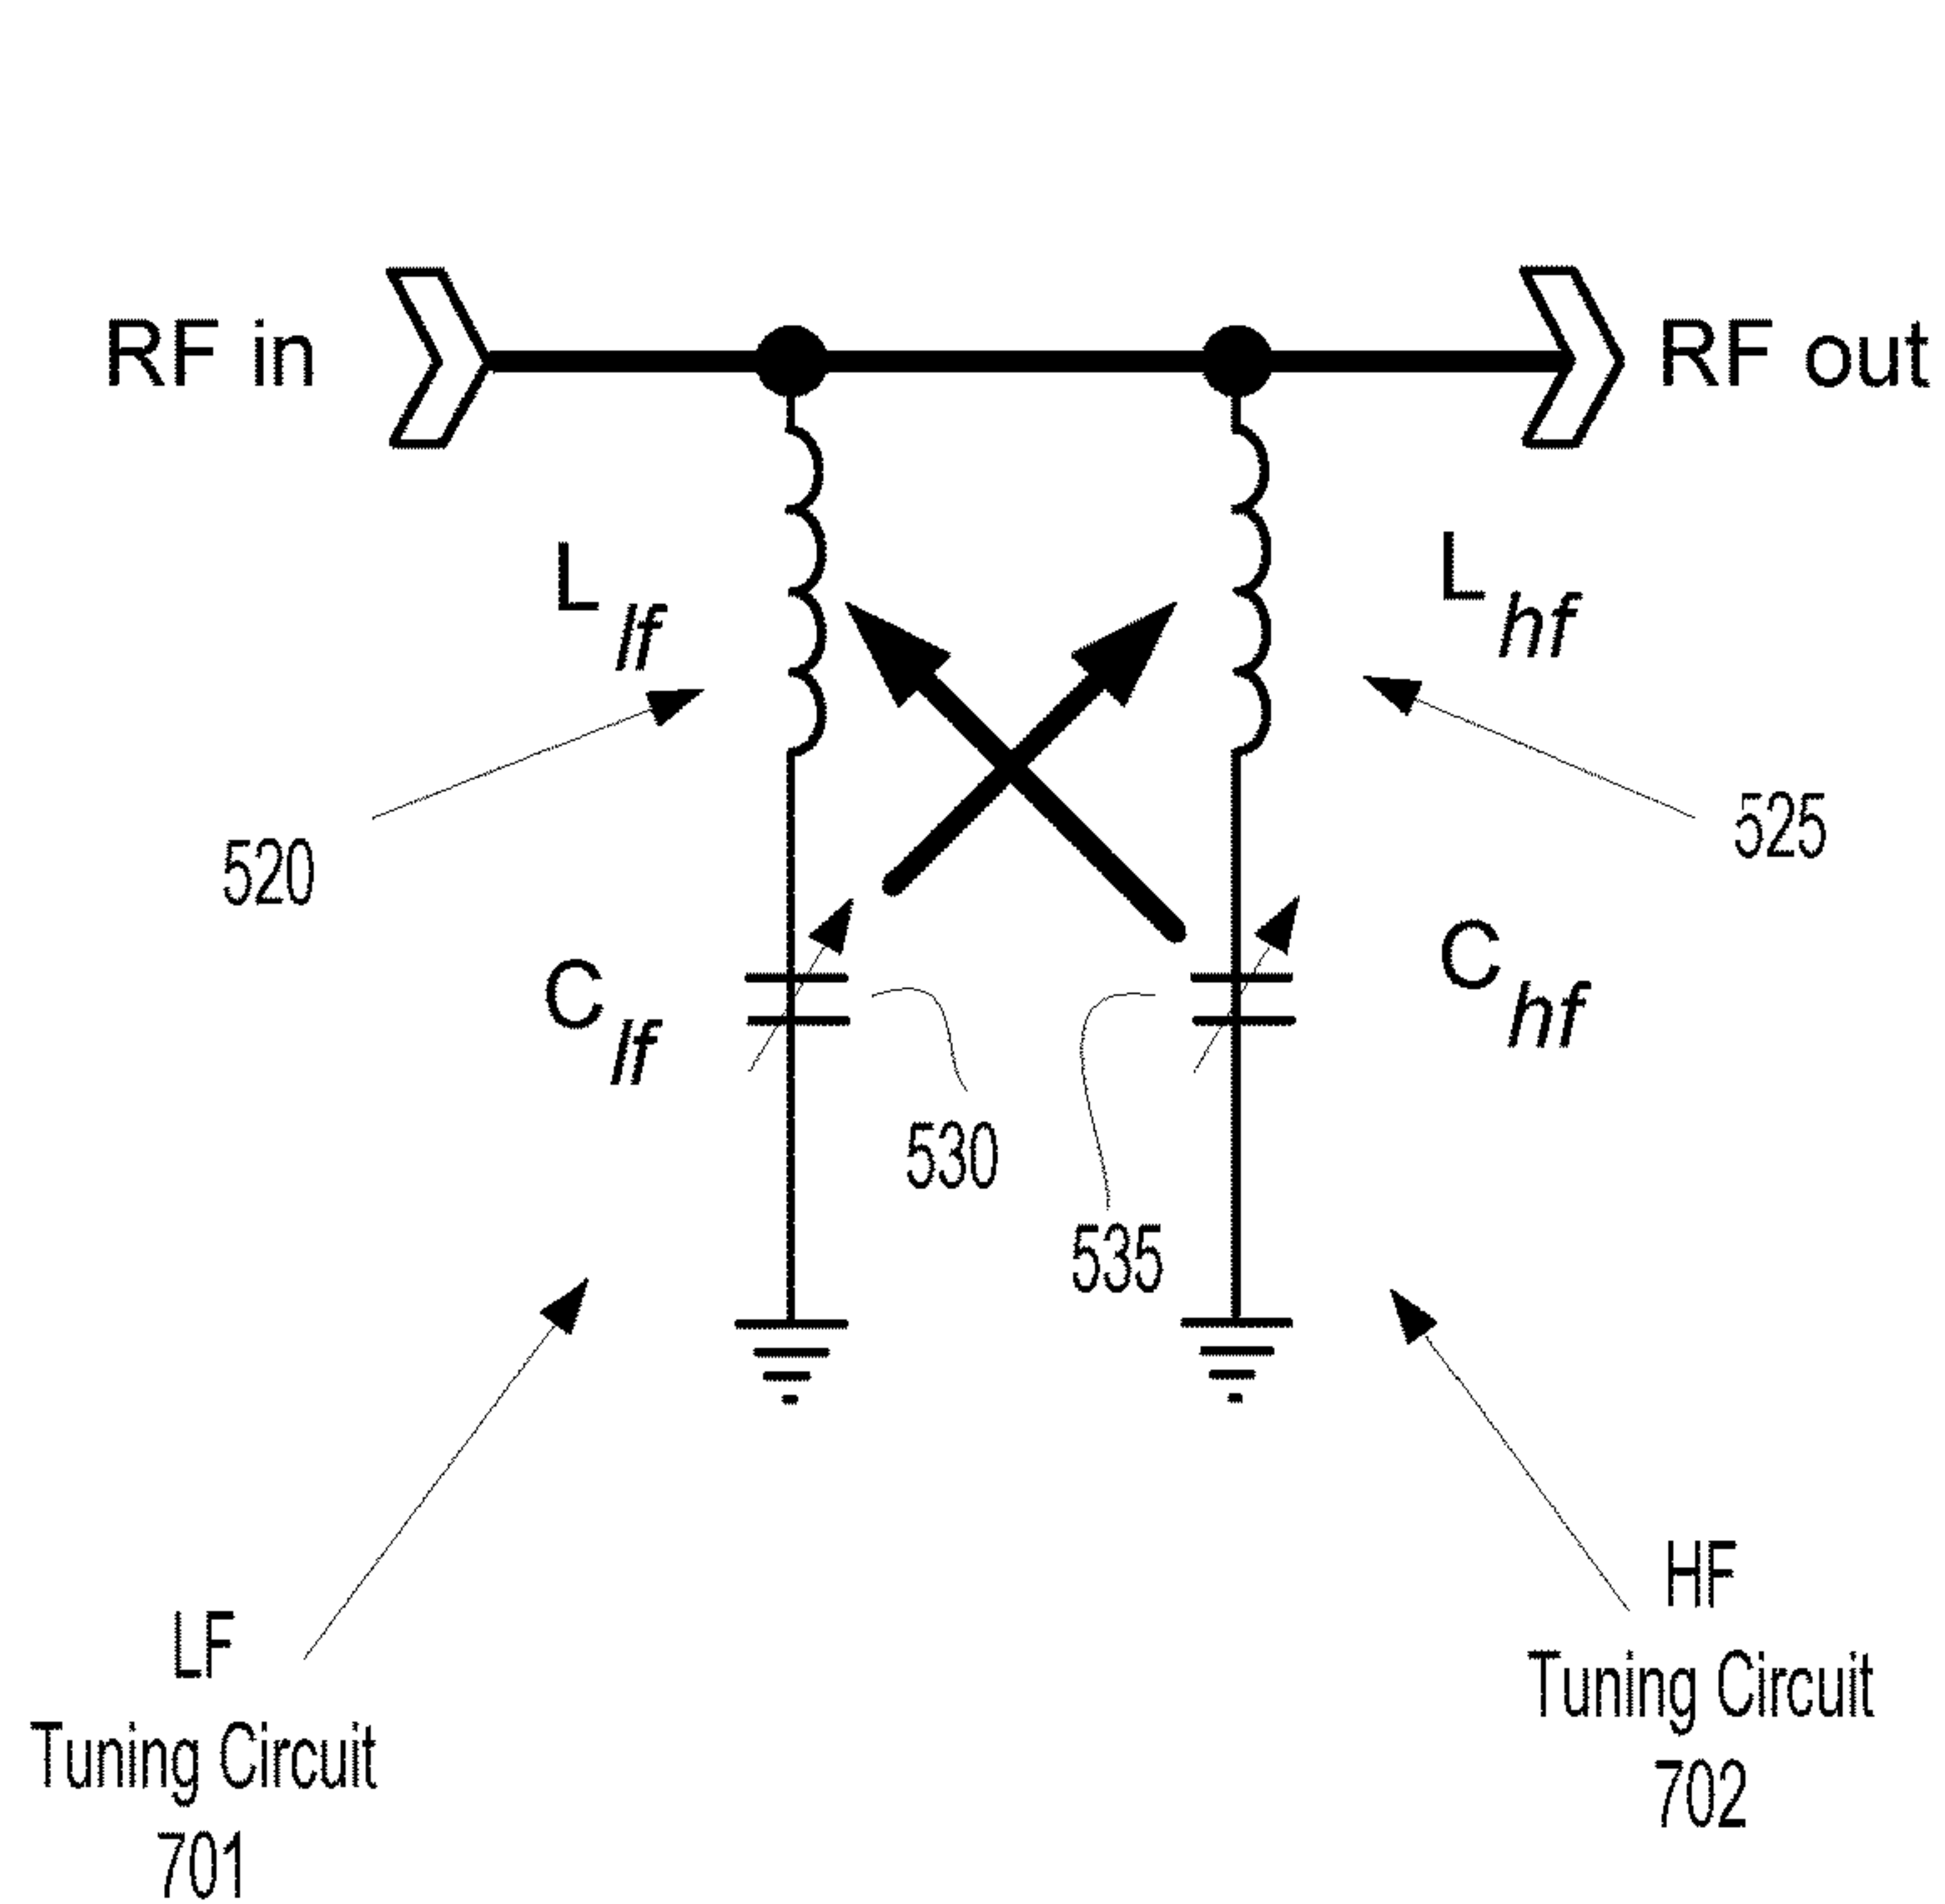 RF in
RF out
L lf
L hf
520
525
C lf
C hf
530
535
LF
Tuning Circuit
701
HF
Tuning Circuit
702